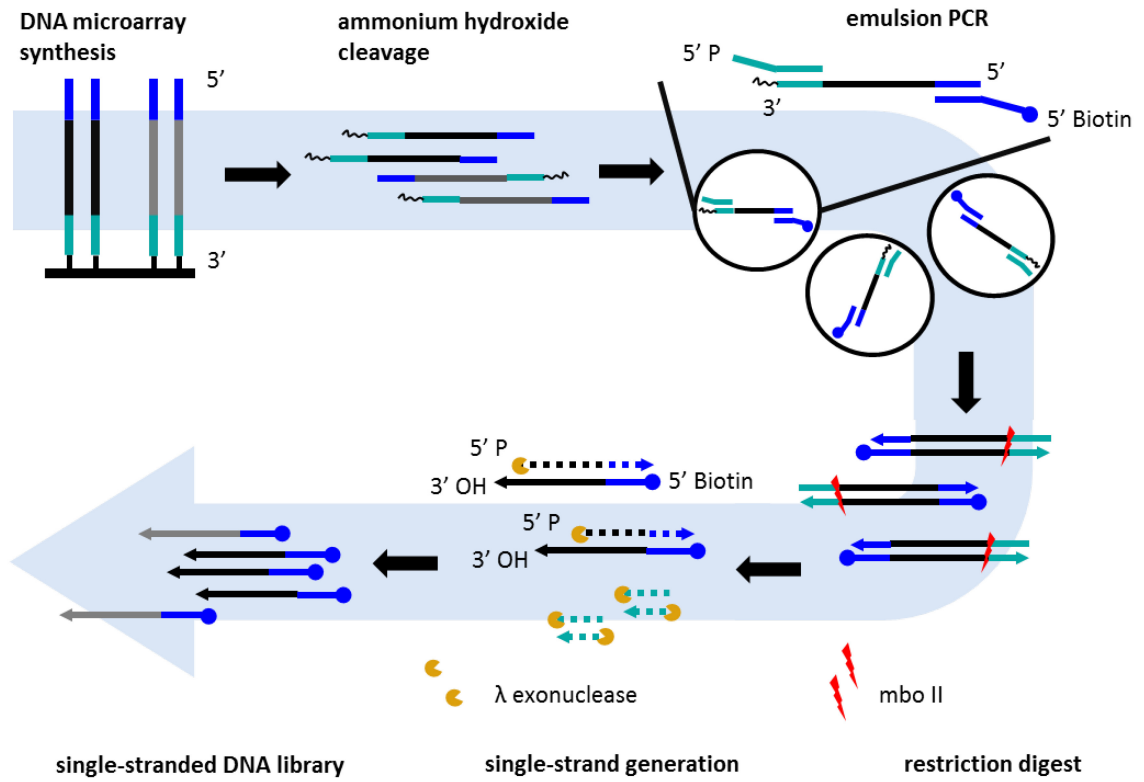 DNA microarray
synthesis
ammonium hydroxide
cleavage
emulsion PCR
5’
3’
5’ P
5’
3’
5’ Biotin
5’ P
3’ OH
5’ Biotin
5’ P
3’ OH
λ exonuclease
mbo II
single-stranded DNA library
single-strand generation
restriction digest